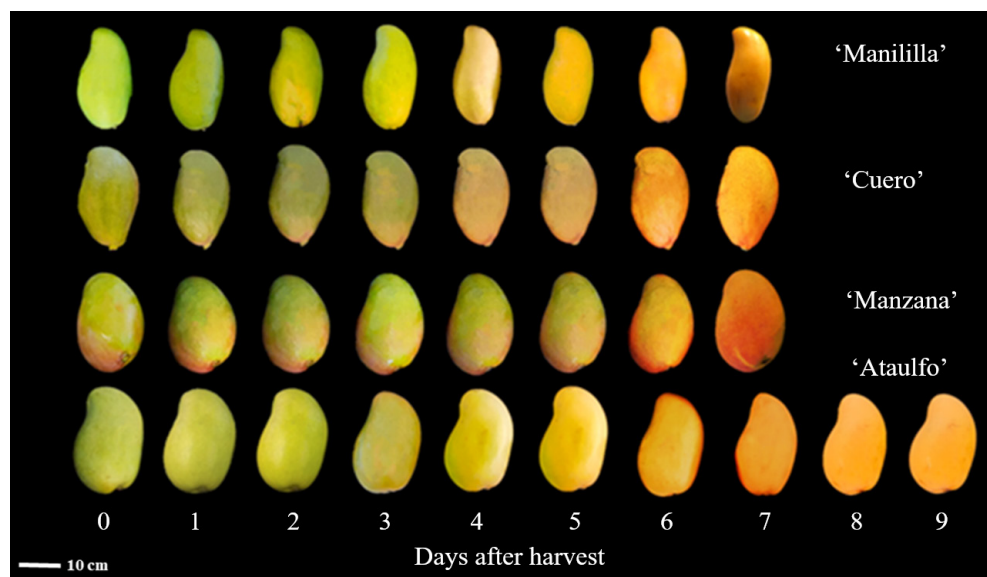 ‘Manililla’
‘Cuero’
‘Manzana’
‘Ataulfo’
0 1 2 3 4 5 6 7 8 9
Days after harvest
10 cm